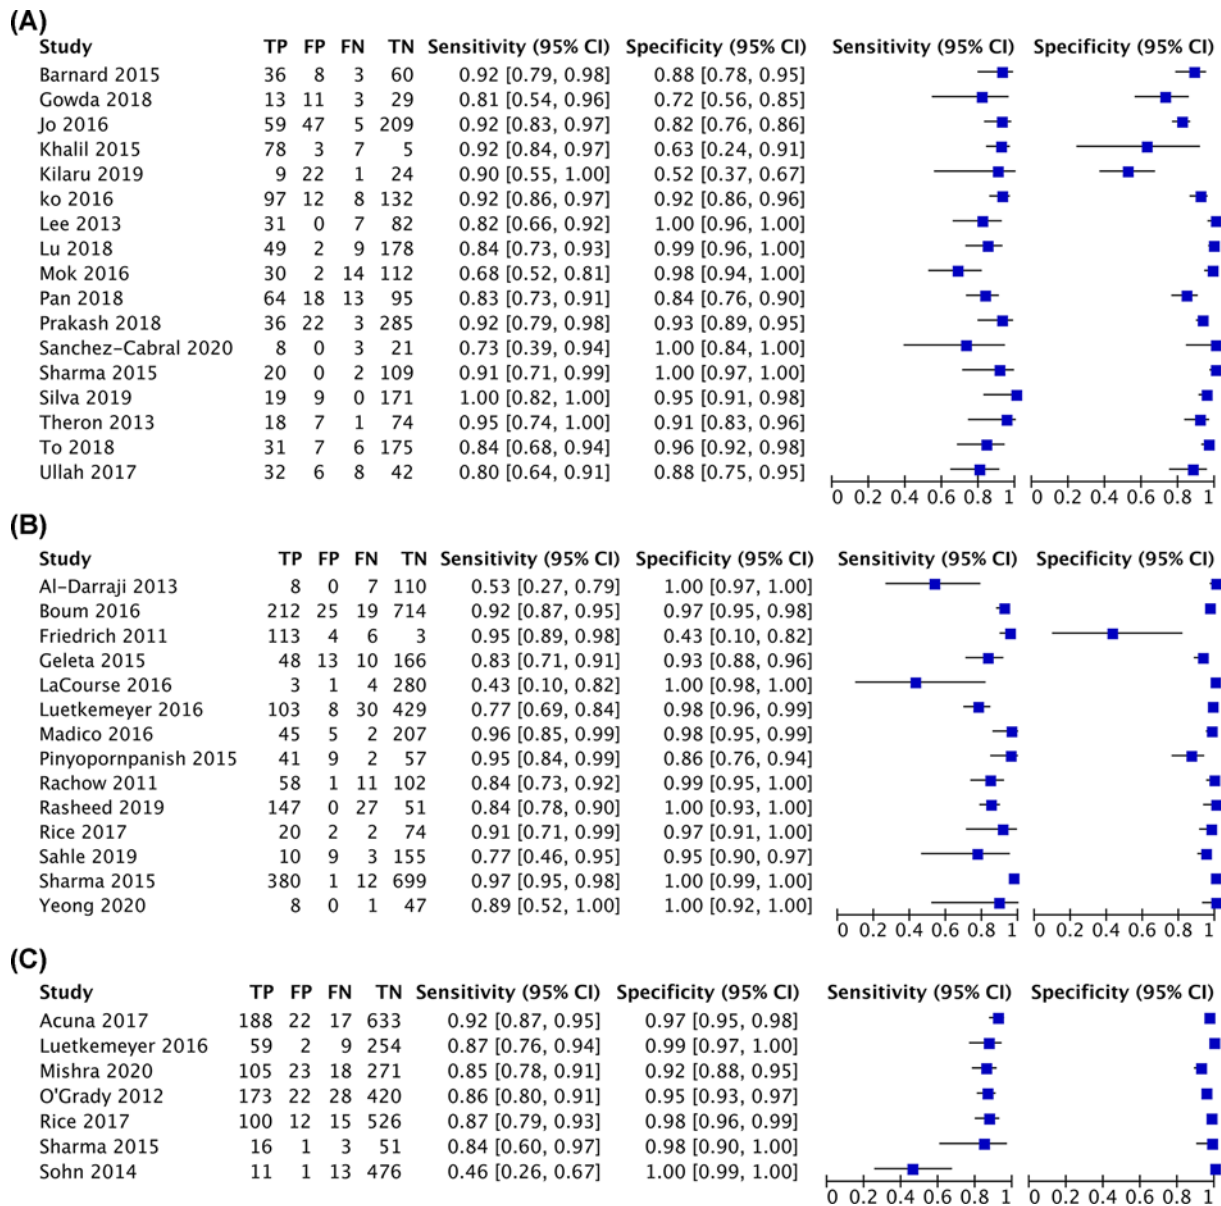 (A)
Study TP FP FN TN Sensitivity (95% CI) Specificity (95% CI) Sensitivity (95% CI) Specificity (95% CI)
Barnard 2015 36 8 3 60 0.92 [0.79, 0.98] 0.88 [0.78, 0.95]
Gowda 2018 13 11 3 29 0.81 [0.54, 0.96] 0.72 [0.56, 0.85]
Jo 2016 59 47 5 209 0.92 [0.83, 0.97] 0.82 [0.76, 0.86]
Khalil 2015 78 3 7 5 0.92 [0.84, 0.97] 0.63 [0.24, 0.91]
Kilaru 2019 9 22 1 24 0.90 [0.55, 1.00] 0.52 [0.37, 0.67]
ko 2016 97 12 8 132 0.92 [0.86, 0.97] 0.92 [0.86, 0.96]
Lee 2013 31 0 7 82 0.82 [0.66, 0.92] 1.00 [0.96, 1.00]
Lu 2018 49 2 9 178 0.84 [0.73, 0.93] 0.99 [0.96, 1.00]
Mok 2016 30 2 14 112 0.68 [0.52, 0.81] 0.98 [0.94, 1.00]
Pan 2018 64 18 13 95 0.83 [0.73, 0.91] 0.84 [0.76, 0.90]
Prakash 2018 36 22 3 285 0.92 [0.79, 0.98] 0.93 [0.89, 0.95]
Sanchez-Cabral 2020 8 0 3 21 0.73 [0.39, 0.94] 1.00 [0.84, 1.00]
Sharma 2015 20 0 2 109 0.91 [0.71, 0.99] 1.00 [0.97, 1.00]
Silva 2019 19 9 0 171 1.00 [0.82, 1.00] 0.95 [0.91, 0.98]
Theron 2013 18 7 1 74 0.95 [0.74, 1.00] 0.91 [0.83, 0.96]
To 2018 31 7 6 175 0.84 [0.68, 0.94] 0.96 [0.92, 0.98]
Ullah 2017 32 6 8 42 0.80 [0.64, 0.91] 0.88 [0.75, 0.95]
0 0.2 0.4 0.6 0.8 1 0 0.2 0.4 0.6 0.8 1
(B)
Study TP FP FN TN Sensitivity (95% CI) Specificity (95% CI) Sensitivity (95% CI) Specificity (95% CI)
Al-Darraji 2013 8 0 7 110 0.53 [0.27, 0.79] 1.00 [0.97, 1.00]
Boum 2016 212 25 19 714 0.92 [0.87, 0.95] 0.97 [0.95, 0.98]
Friedrich 2011 113 4 6 3 0.95 [0.89, 0.98] 0.43 [0.10, 0.82]
Geleta 2015 48 13 10 166 0.83 [0.71, 0.91] 0.93 [0.88, 0.96]
LaCourse 2016 3 1 4 280 0.43 [0.10, 0.82] 1.00 [0.98, 1.00]
Luetkemeyer 2016 103 8 30 429 0.77 [0.69, 0.84] 0.98 [0.96, 0.99]
Madico 2016 45 5 2 207 0.96 [0.85, 0.99] 0.98 [0.95, 0.99]
Pinyopornpanish 2015 41 9 2 57 0.95 [0.84, 0.99] 0.86 [0.76, 0.94]
Rachow 2011 58 1 11 102 0.84 [0.73, 0.92] 0.99 [0.95, 1.00]
Rasheed 2019 147 0 27 51 0.84 [0.78, 0.90] 1.00 [0.93, 1.00]
Rice 2017 20 2 2 74 0.91 [0.71, 0.99] 0.97 [0.91, 1.00]
Sahle 2019 10 9 3 155 0.77 [0.46, 0.95] 0.95 [0.90, 0.97]
Sharma 2015 380 1 12 699 0.97 [0.95, 0.98] 1.00 [0.99, 1.00]
Yeong 2020 8 0 1 47 0.89 [0.52, 1.00] 1.00 [0.92, 1.00]
0 0.2 0.4 0.6 0.8 1 0 0.2 0.4 0.6 0.8 1
(C)
Study TP FP FN TN Sensitivity (95% CI) Specificity (95% CI) Sensitivity (95% CI) Specificity (95% CI)
Acuna 2017 188 22 17 633 0.92 [0.87, 0.95] 0.97 [0.95, 0.98]
Luetkemeyer 2016 59 2 9 254 0.87 [0.76, 0.94] 0.99 [0.97, 1.00]
Mishra 2020 105 23 18 271 0.85 [0.78, 0.91] 0.92 [0.88, 0.95]
O'Grady 2012 173 22 28 420 0.86 [0.80, 0.91] 0.95 [0.93, 0.97]
Rice 2017 100 12 15 526 0.87 [0.79, 0.93] 0.98 [0.96, 0.99]
Sharma 2015 16 1 3 51 0.84 [0.60, 0.97] 0.98 [0.90, 1.00]
Sohn 2014 11 1 13 476 0.46 [0.26, 0.67] 1.00 [0.99, 1.00]
0 0.2 0.4 0.6 0.8 1 0 0.2 0.4 0.6 0.8 1